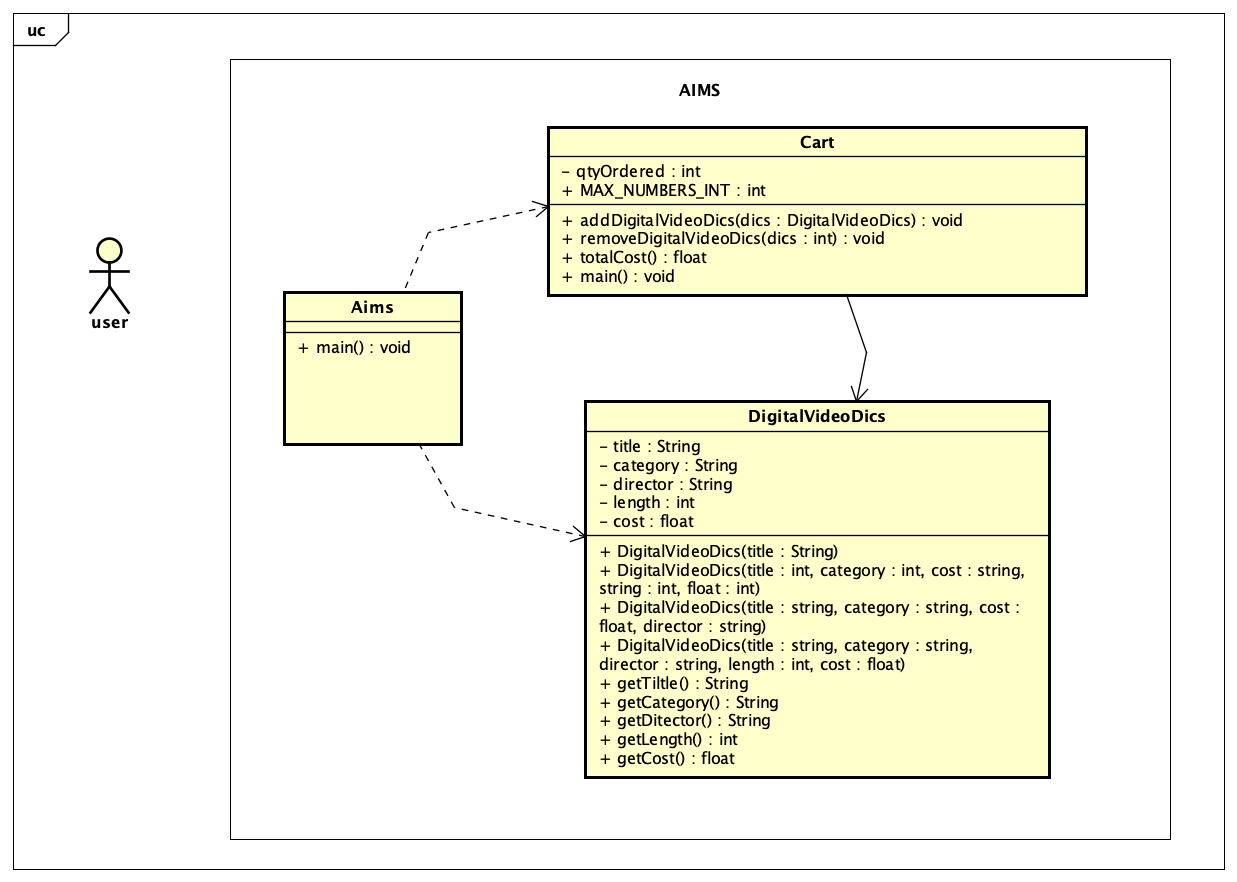 uc
AIMS
Cart
– qtyOrdered : int
+ MAX_NUMBERS_INT : int
+ addDigitalVideoDics(dics : DigitalVideoDics) : void
+ removeDigitalVideoDics(dics : int) : void
+ totalCost() : float
+ main() : void
user
Aims
+ main() : void
DigitalVideoDics
– title : String
– category : String
– director : String
– length : int
– cost : float
+ DigitalVideoDics(title : String)
+ DigitalVideoDics(title : int, category : int, cost : string,
string : int, float : int)
+ DigitalVideoDics(title : string, category : string, cost :
float, director : string)
+ DigitalVideoDics(title : string, category : string,
director : string, length : int, cost : float)
+ getTiltle() : String
+ getCategory() : String
+ getDitector() : String
+ getLength() : int
+ getCost() : float